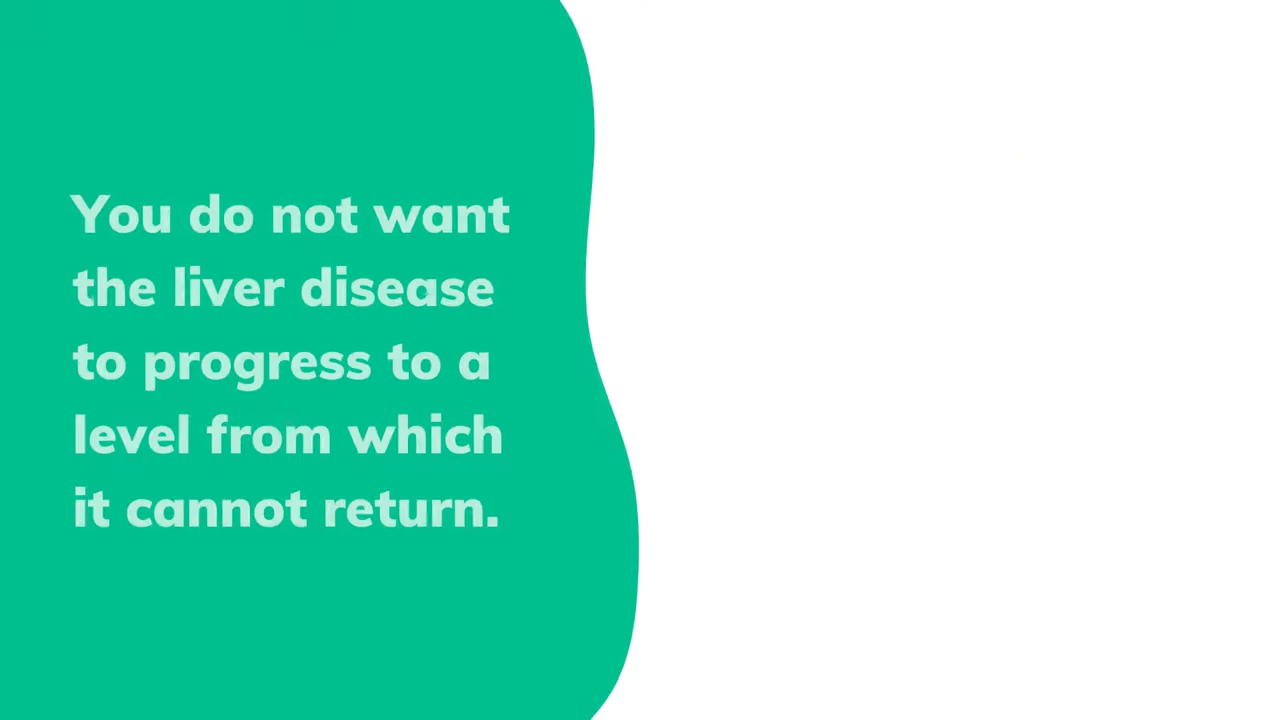 You do not want
the liver disease
to progress to a
level from which
it cannot return.